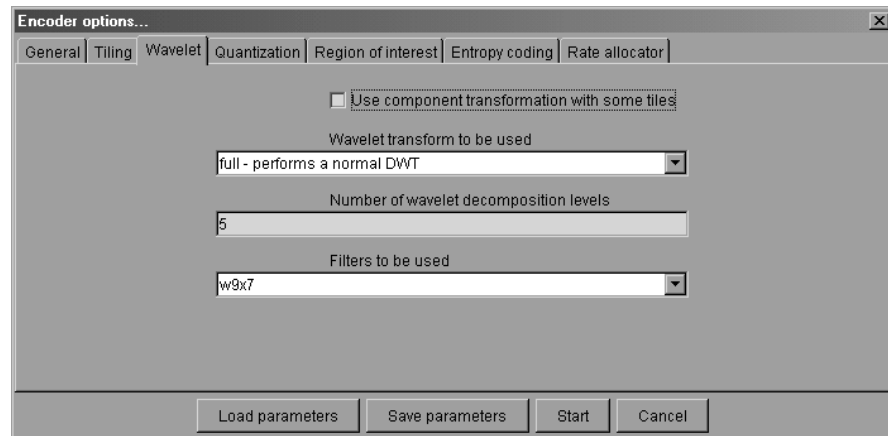 Encoder options...
General Tiling Wavelet Quantization Region of interest Entropy coding Rate allocator
Use component transformation with some tiles
Wavelet transform to be used
full - performs a normal DWT
Number of wavelet decomposition levels
5
Filters to be used
w9x7
Load parameters Save parameters Start Cancel